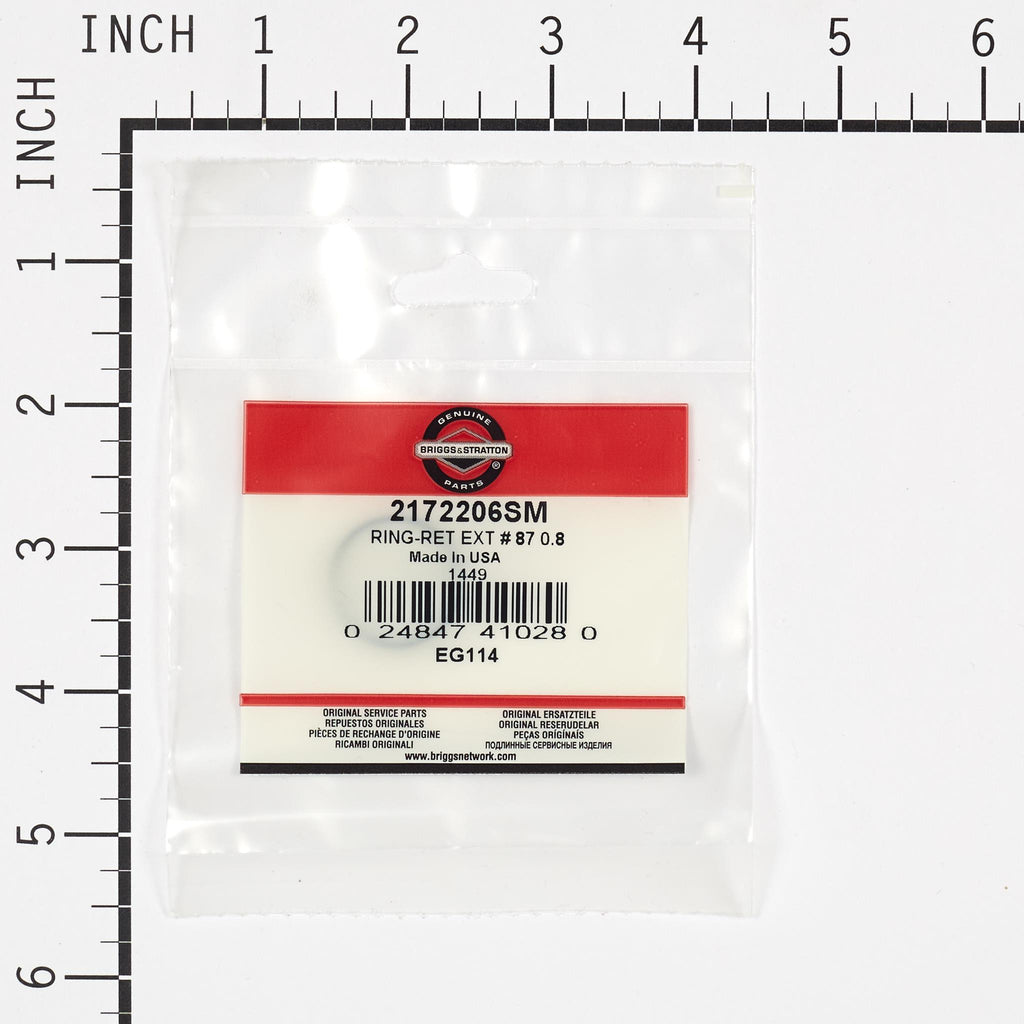 INCH 1 2 3 4 5 6
INCH 1 2 3 4 5 6
GENUINE
BRIGGS&STRATTON
®
PARTS
2172206SM
RING-RET EXT # 87 0.8
Made In USA
1449
0 24847 41028 0
EG114
ORIGINAL SERVICE PARTS
REPUESTOS ORIGINALES
PIÈCES DE RECHANGE D'ORIGINE
RICAMBI ORIGINALI
ORIGINAL ERSATZTEILE
ORIGINAL RESERUDELAR
PEÇAS ORÍGÍNAÍS
ПОДЛИННЫЕ СЕРВИСНЫЕ ИЗДЕЛИЯ
www.briggsnetwork.com